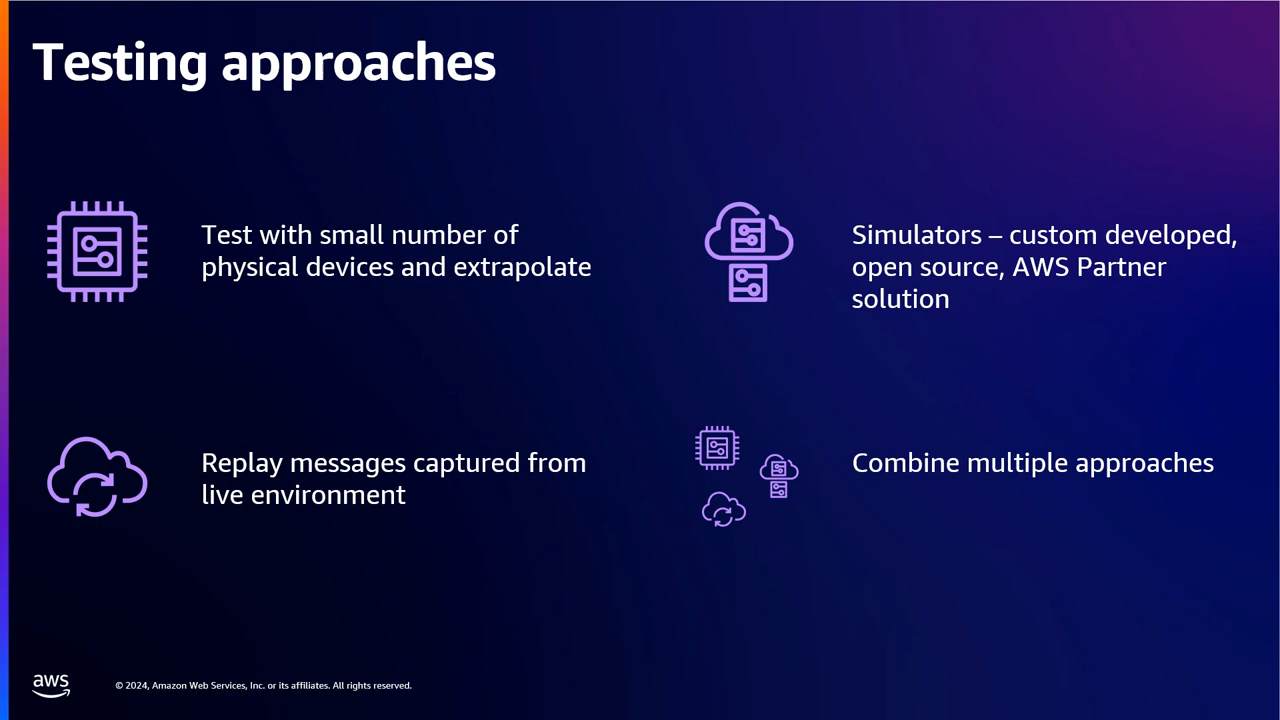 Testing approaches
Test with small number of
physical devices and extrapolate
Simulators – custom developed,
open source, AWS Partner
solution
Replay messages captured from
live environment
Combine multiple approaches
aws
© 2024, Amazon Web Services, Inc. or its affiliates. All rights reserved.